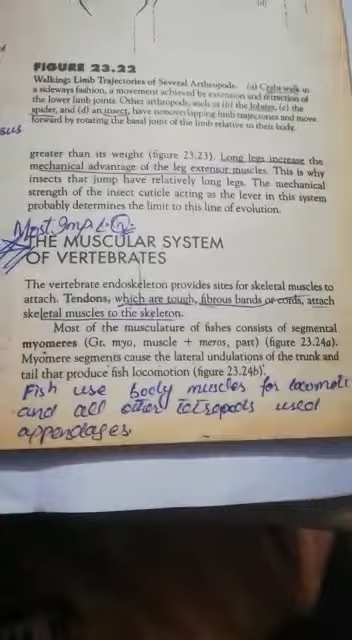 (d)
FIGURE 23.22
Walking: Limb Trajectories of Several Arthropods. (a) Crabs walk in
a sideways fashion, a movement achieved by extension and retraction of
the lower limb joints. Other arthropods, such as (b) the lobster, (c) the
spider, and (d) an insect, have nonoverlapping limb trajectories and move
forward by rotating the basal joint of the limb relative to their body.
greater than its weight (figure 23.23). Long legs increase the
mechanical advantage of the leg extensor muscles. This is why
insects that jump have relatively long legs. The mechanical
strength of the insect cuticle acting as the lever in this system
probably determines the limit to this line of evolution.
Most Imp L.Q
THE MUSCULAR SYSTEM
OF VERTEBRATES
The vertebrate endoskeleton provides sites for skeletal muscles to
attach. Tendons, which are tough, fibrous bands or cords, attach
skeletal muscles to the skeleton.
Most of the musculature of fishes consists of segmental
myomeres (Gr. myo, muscle + meros, part) (figure 23.24a).
Myomere segments cause the lateral undulations of the trunk and
tail that produce fish locomotion (figure 23.24b).
Fish use body muscles for locomoti
and all other tetrapods used
appendages.